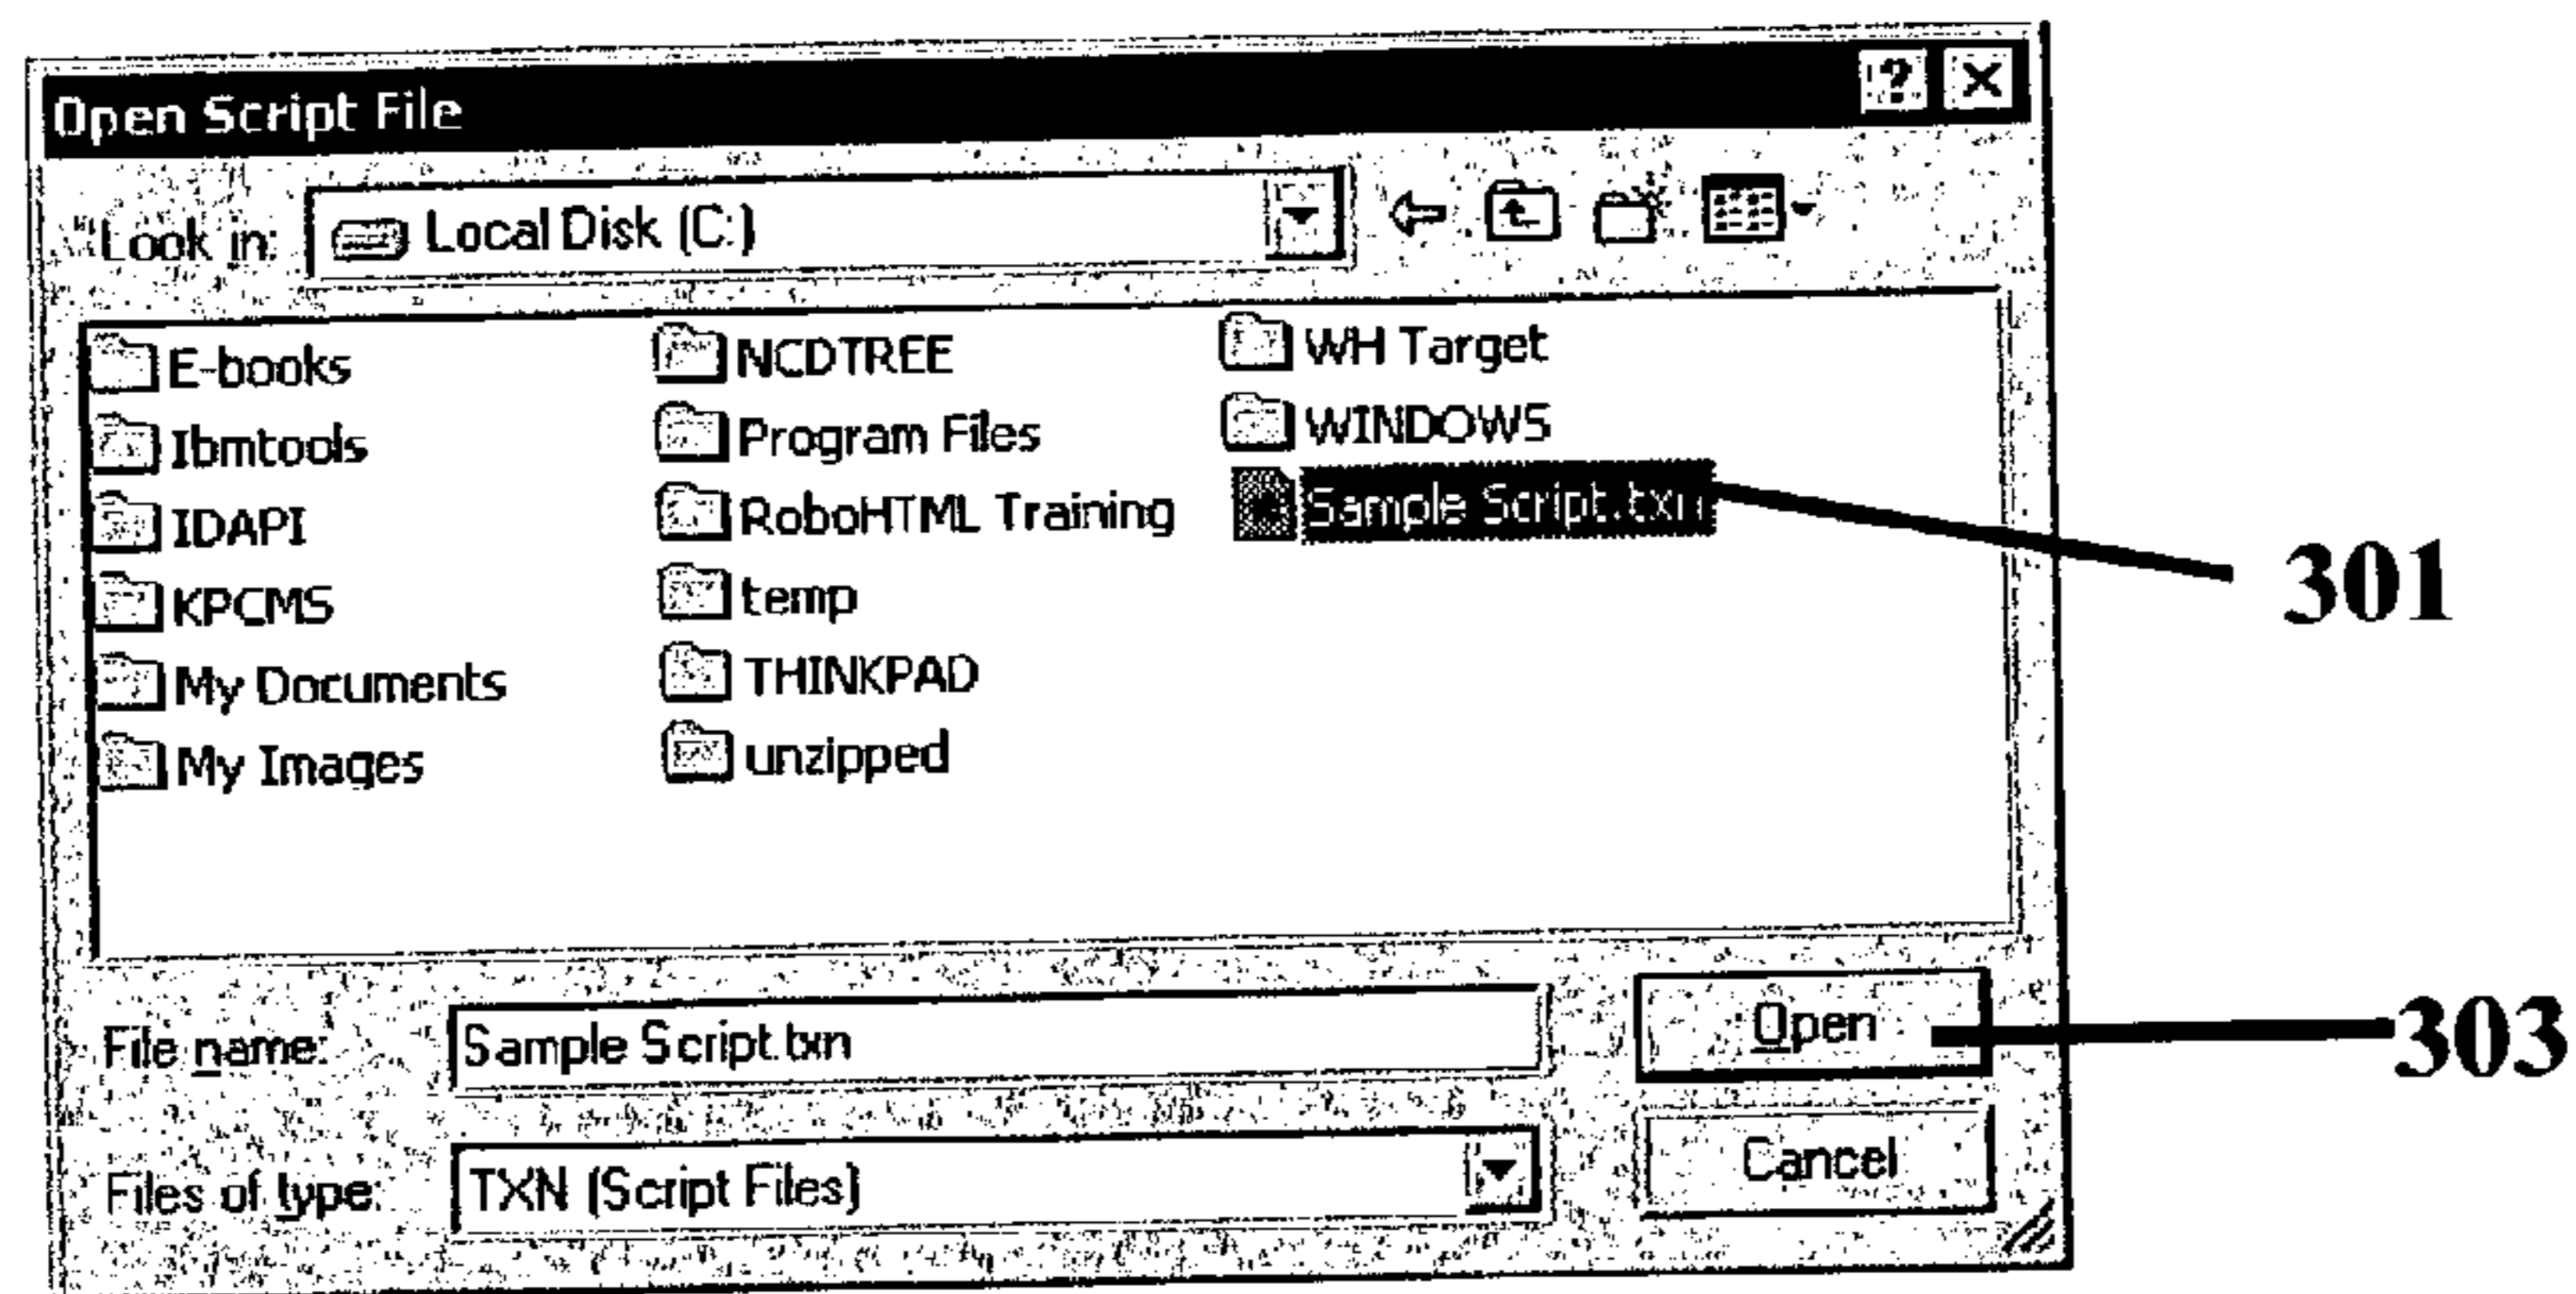 Open Script File
Look in: Local Disk (C:)
E-books NCDTREE WH Target
Ibmtools Program Files WINDOWS
IDAPI RoboHTML Training Sample Script.txn
301
KPCMS temp
My Documents THINKPAD
My Images unzipped
File name: Sample Script.txn Open
303
Files of type: TXN (Script Files) Cancel